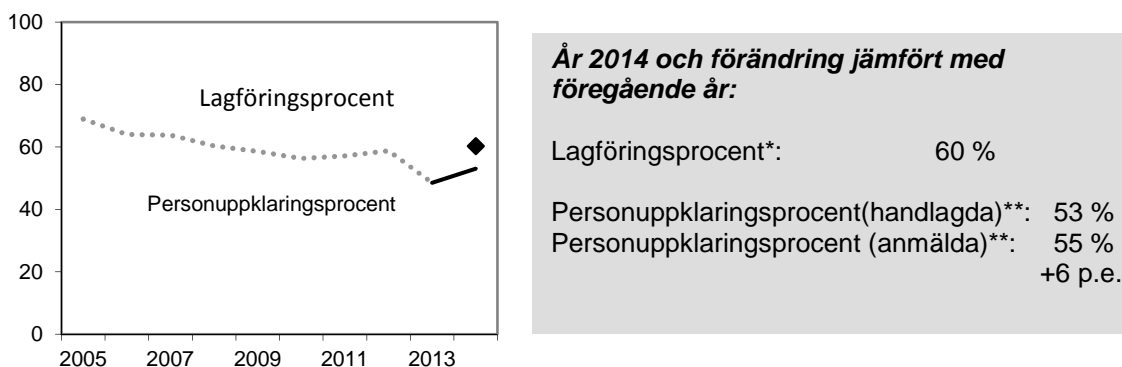 100
80
60
40
20
0
Lagföringsprocent
Personuppklaringsprocent
2005 2007 2009 2011 2013
År 2014 och förändring jämfört med
föregående år:
Lagföringsprocent*: 60 %
Personuppklaringsprocent(handlagda)**: 53 %
Personuppklaringsprocent (anmälda)**: 55 %
+6 p.e.